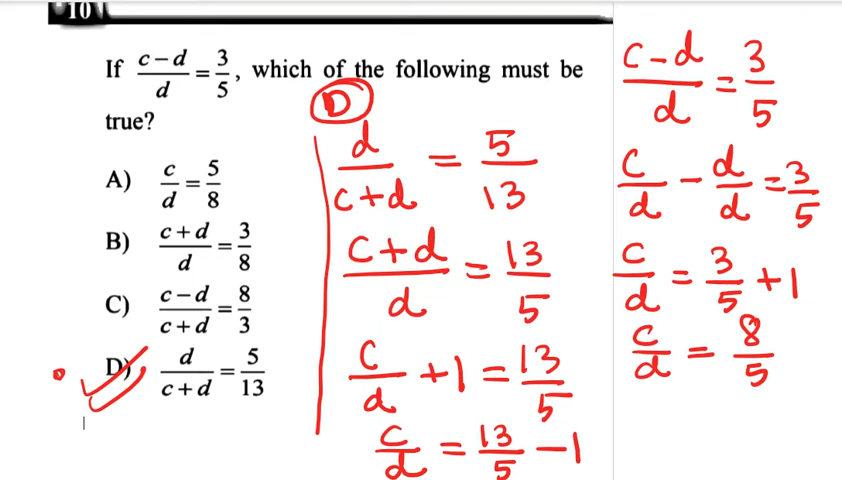 10
If (c - d)/d = 3/5, which of the following must be
true?
A) c/d = 5/8
B) (c + d)/d = 3/8
C) (c - d)/(c + d) = 8/3
D) d/(c + d) = 5/13
D
d/(c+d) = 5/13
(c+d)/d = 13/5
c/d + 1 = 13/5
c/d = 13/5 - 1
(c-d)/d = 3/5
c/d - d/d = 3/5
c/d = 3/5 + 1
c/d = 8/5